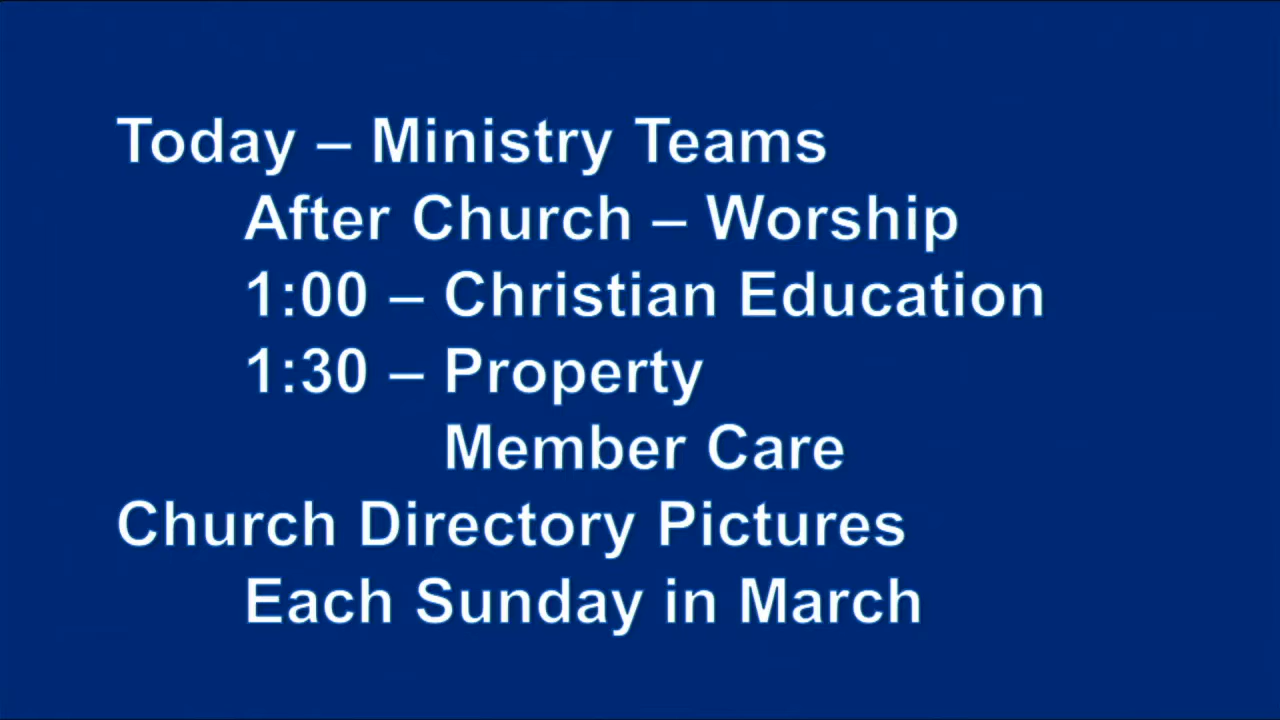 Today – Ministry Teams
After Church – Worship
1:00 – Christian Education
1:30 – Property
Member Care
Church Directory Pictures
Each Sunday in March